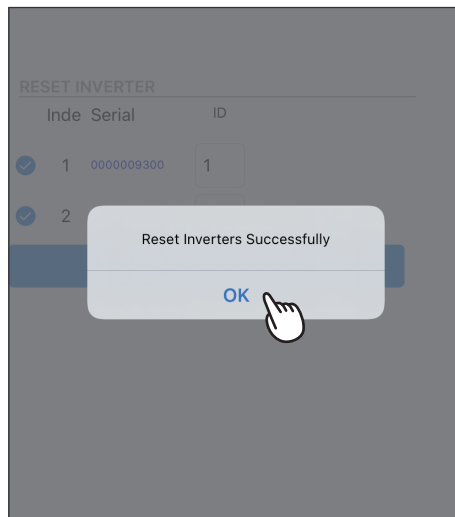 RESET INVERTER
Inde Serial ID
1 0000009300 1
2
Reset Inverters Successfully
OK